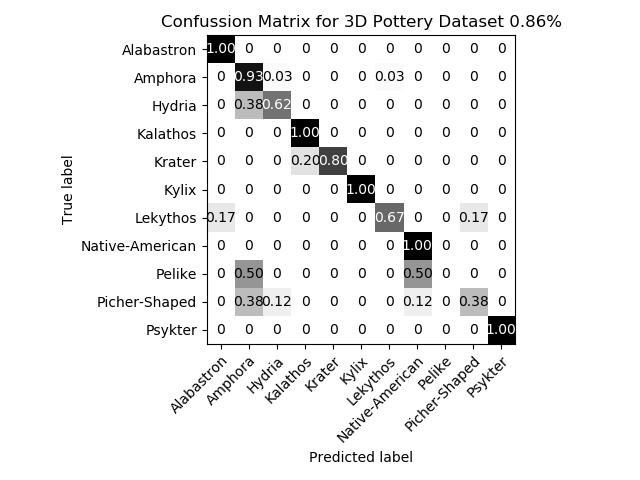 Confussion Matrix for 3D Pottery Dataset 0.86%
Alabastron 1.00 0 0 0 0 0 0 0 0 0 0
Amphora 0 0.93 0.03 0 0 0 0.03 0 0 0 0
Hydria 0 0.38 0.62 0 0 0 0 0 0 0 0
Kalathos 0 0 0 1.00 0 0 0 0 0 0 0
Krater 0 0 0 0.20 0.80 0 0 0 0 0 0
Kylix 0 0 0 0 0 1.00 0 0 0 0 0
Lekythos 0.17 0 0 0 0 0 0.67 0 0 0.17 0
Native-American 0 0 0 0 0 0 0 1.00 0 0 0
Pelike 0 0.50 0 0 0 0 0 0.50 0 0 0
Picher-Shaped 0 0.38 0.12 0 0 0 0 0.12 0 0.38 0
Psykter 0 0 0 0 0 0 0 0 0 0 1.00
True label
Alabastron Amphora Hydria Kalathos Krater Kylix Lekythos Native-American Pelike Picher-Shaped Psykter
Predicted label